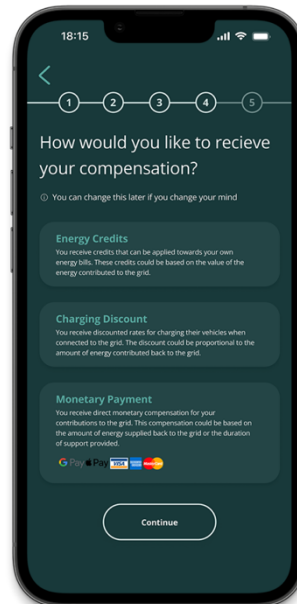 18:15
1 2 3 4 5
How would you like to recieve
your compensation?
You can change this later if you change your mind
Energy Credits
You receive credits that can be applied towards your own
energy bills. These credits could be based on the value of the
energy contributed to the grid.
Charging Discount
You receive discounted rates for charging their vehicles when
connected to the grid. The discount could be proportional to the
amount of energy contributed back to the grid.
Monetary Payment
You receive direct monetary compensation for your
contributions to the grid. This compensation could be based on
the amount of energy supplied back to the grid or the duration
of support provided.
G Pay Pay VISA
Continue